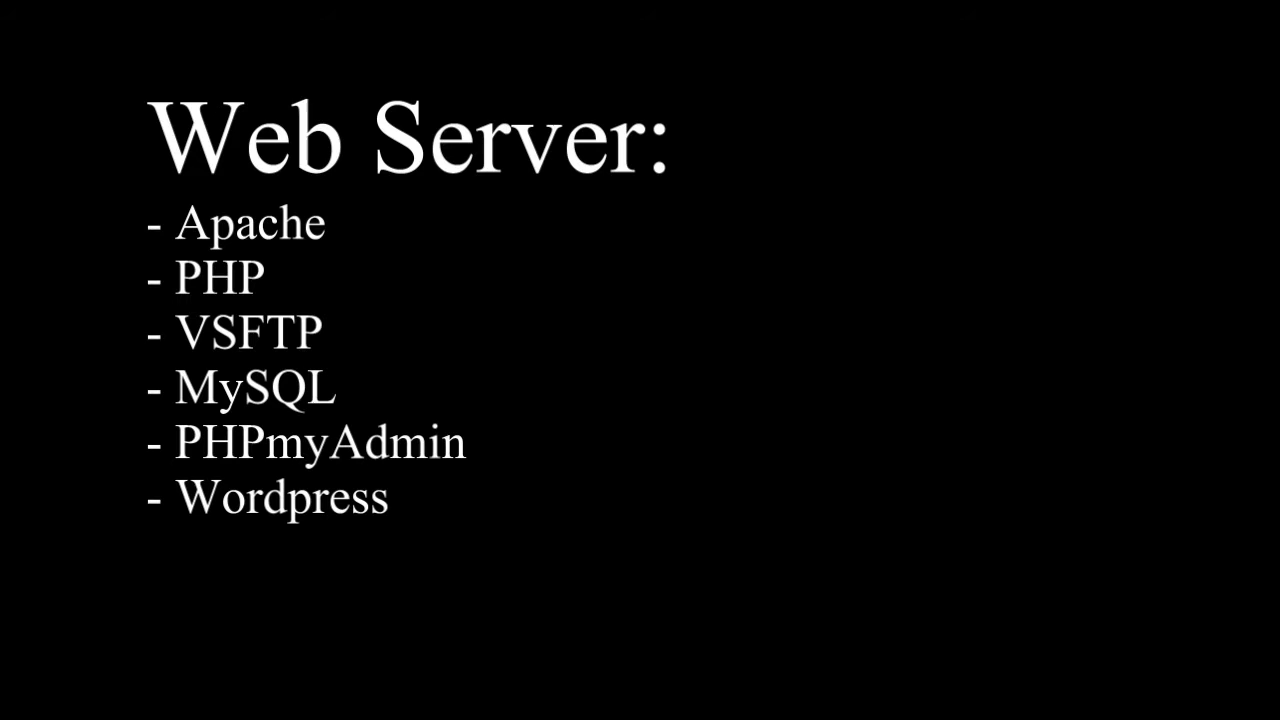 Web Server:
- Apache
- PHP
- VSFTP
- MySQL
- PHPmyAdmin
- Wordpress